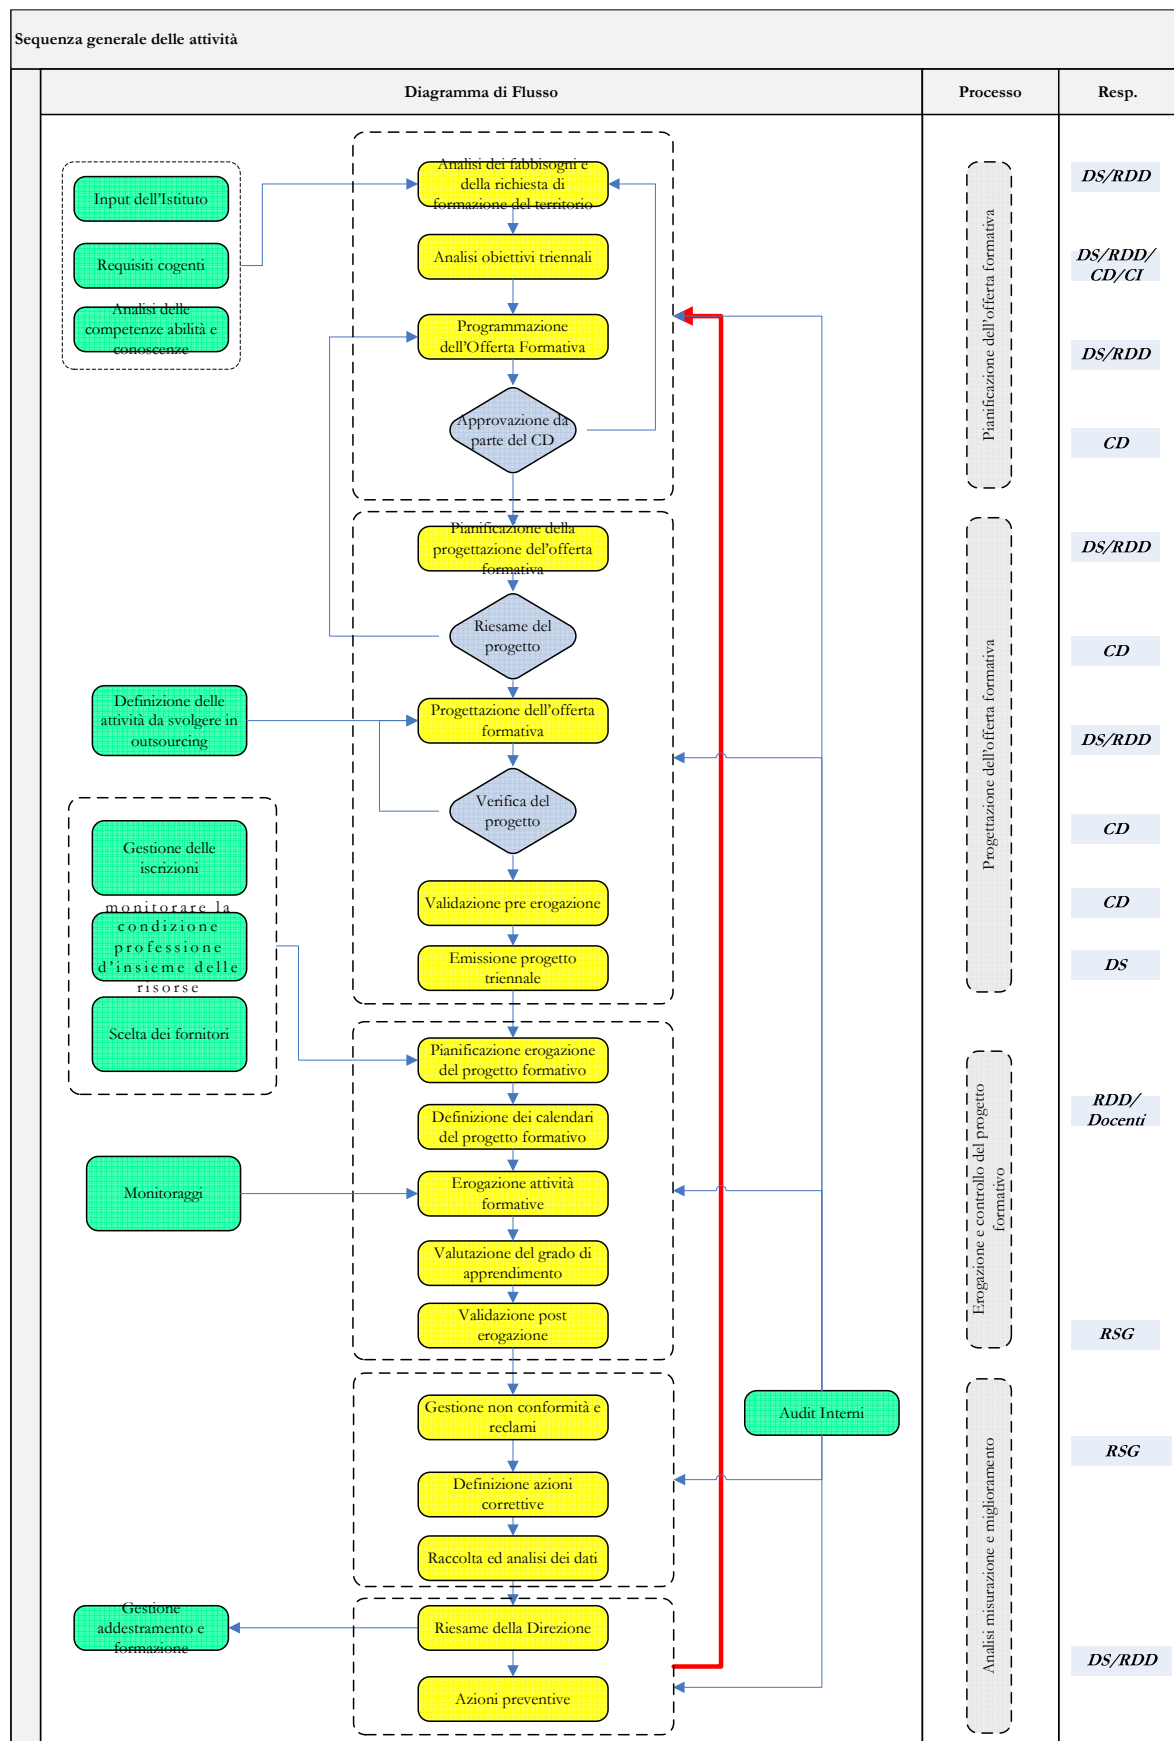 Sequenza generale delle attività
Diagramma di Flusso
Processo
Resp.
Input dell'Istituto
Requisiti cogenti
Analisi delle
competenze abilità e
conoscenze
Analisi dei fabbisogni e
della richiesta di
formazione del territorio
Analisi obiettivi triennali
Programmazione
dell'Offerta Formativa
Approvazione da
parte del CD
Pianificazione dell'offerta formativa
DS/RDD
DS/RDD/
CD/CI
DS/RDD
CD
Pianificazione della
progettazione del'offerta
formativa
Riesame del
progetto
Definizione delle
attività da svolgere in
outsourcing
Progettazione dell'offerta
formativa
Verifica del
progetto
Validazione pre erogazione
Emissione progetto
triennale
Progettazione dell'offerta formativa
DS/RDD
CD
DS/RDD
CD
CD
DS
Gestione delle
iscrizioni
monitorare la
condizione
professione
d'insieme delle
risorse
Scelta dei fornitori
Pianificazione erogazione
del progetto formativo
Definizione dei calendari
del progetto formativo
Monitoraggi
Erogazione attività
formative
Valutazione del grado di
apprendimento
Validazione post
erogazione
Erogazione e controllo del progetto
formativo
RDD/
Docenti
RSG
Gestione non conformità e
reclami
Audit Interni
Definizione azioni
correttive
Raccolta ed analisi dei dati
Gestione
addestramento e
formazione
Riesame della Direzione
Azioni preventive
Analisi misurazione e miglioramento
RSG
DS/RDD